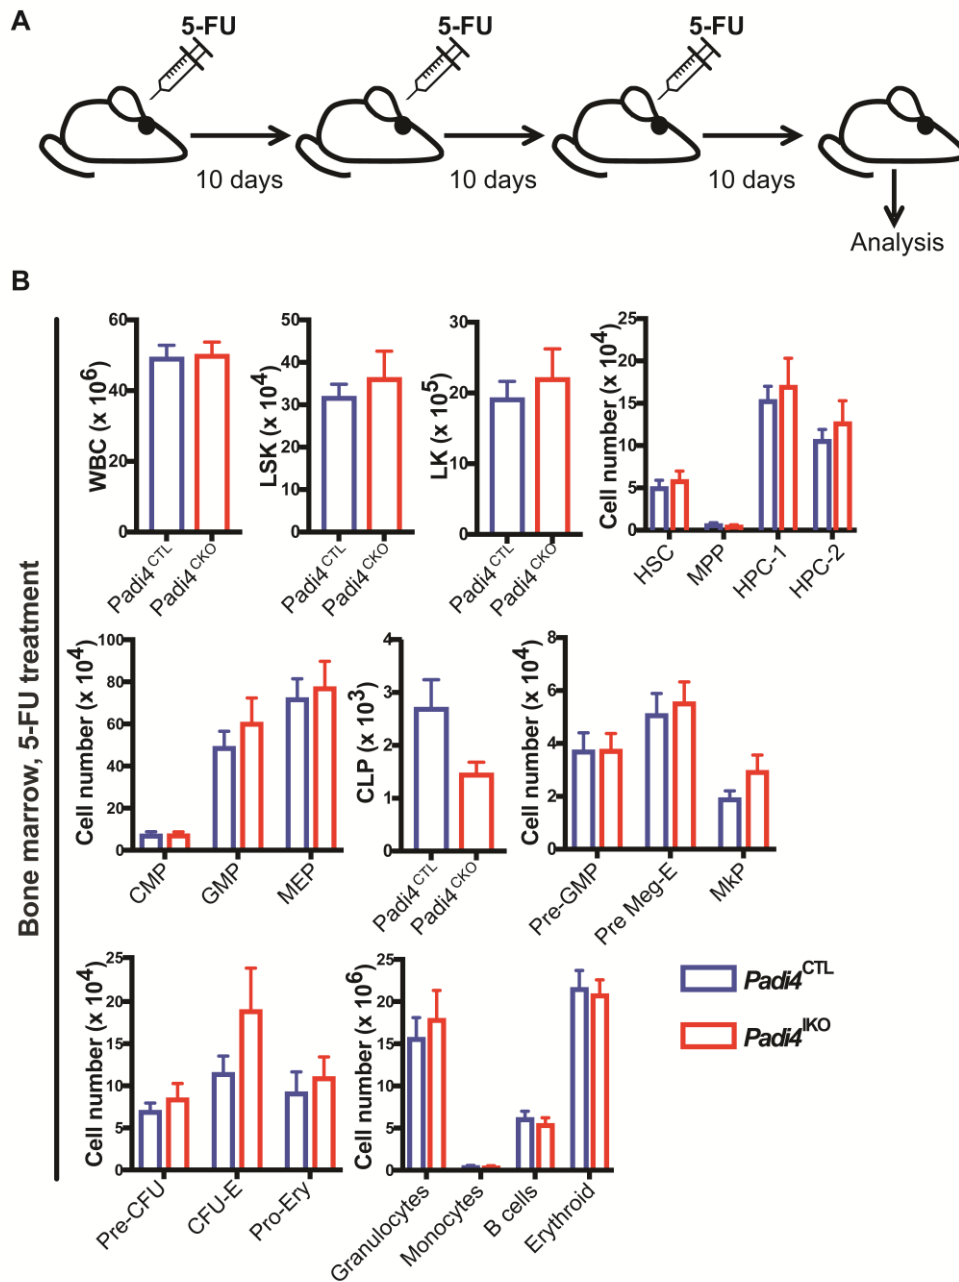 A
5-FU 5-FU 5-FU
10 days 10 days 10 days
Analysis
B
Bone marrow, 5-FU treatment
WBC (x 10⁶)
60
40
20
0
Padi4^CTL
Padi4^CKO
LSK (x 10⁴)
50
40
30
20
10
0
Padi4^CTL
Padi4^CKO
LK (x 10⁵)
30
20
10
0
Padi4^CTL
Padi4^CKO
Cell number (x 10⁴)
25
20
15
10
5
0
HSC
MPP
HPC-1
HPC-2
Cell number (x 10⁴)
100
80
60
40
20
0
CMP
GMP
MEP
CLP (x 10³)
4
3
2
1
0
Padi4^CTL
Padi4^CKO
Cell number (x 10⁴)
8
6
4
2
0
Pre-GMP
Pre Meg-E
MkP
Cell number (x 10⁴)
25
20
15
10
5
0
Pre-CFU
CFU-E
Pro-Ery
Cell number (x 10⁶)
25
20
15
10
5
0
Granulocytes
Monocytes
B cells
Erythroid
Padi4^CTL
Padi4^IKO